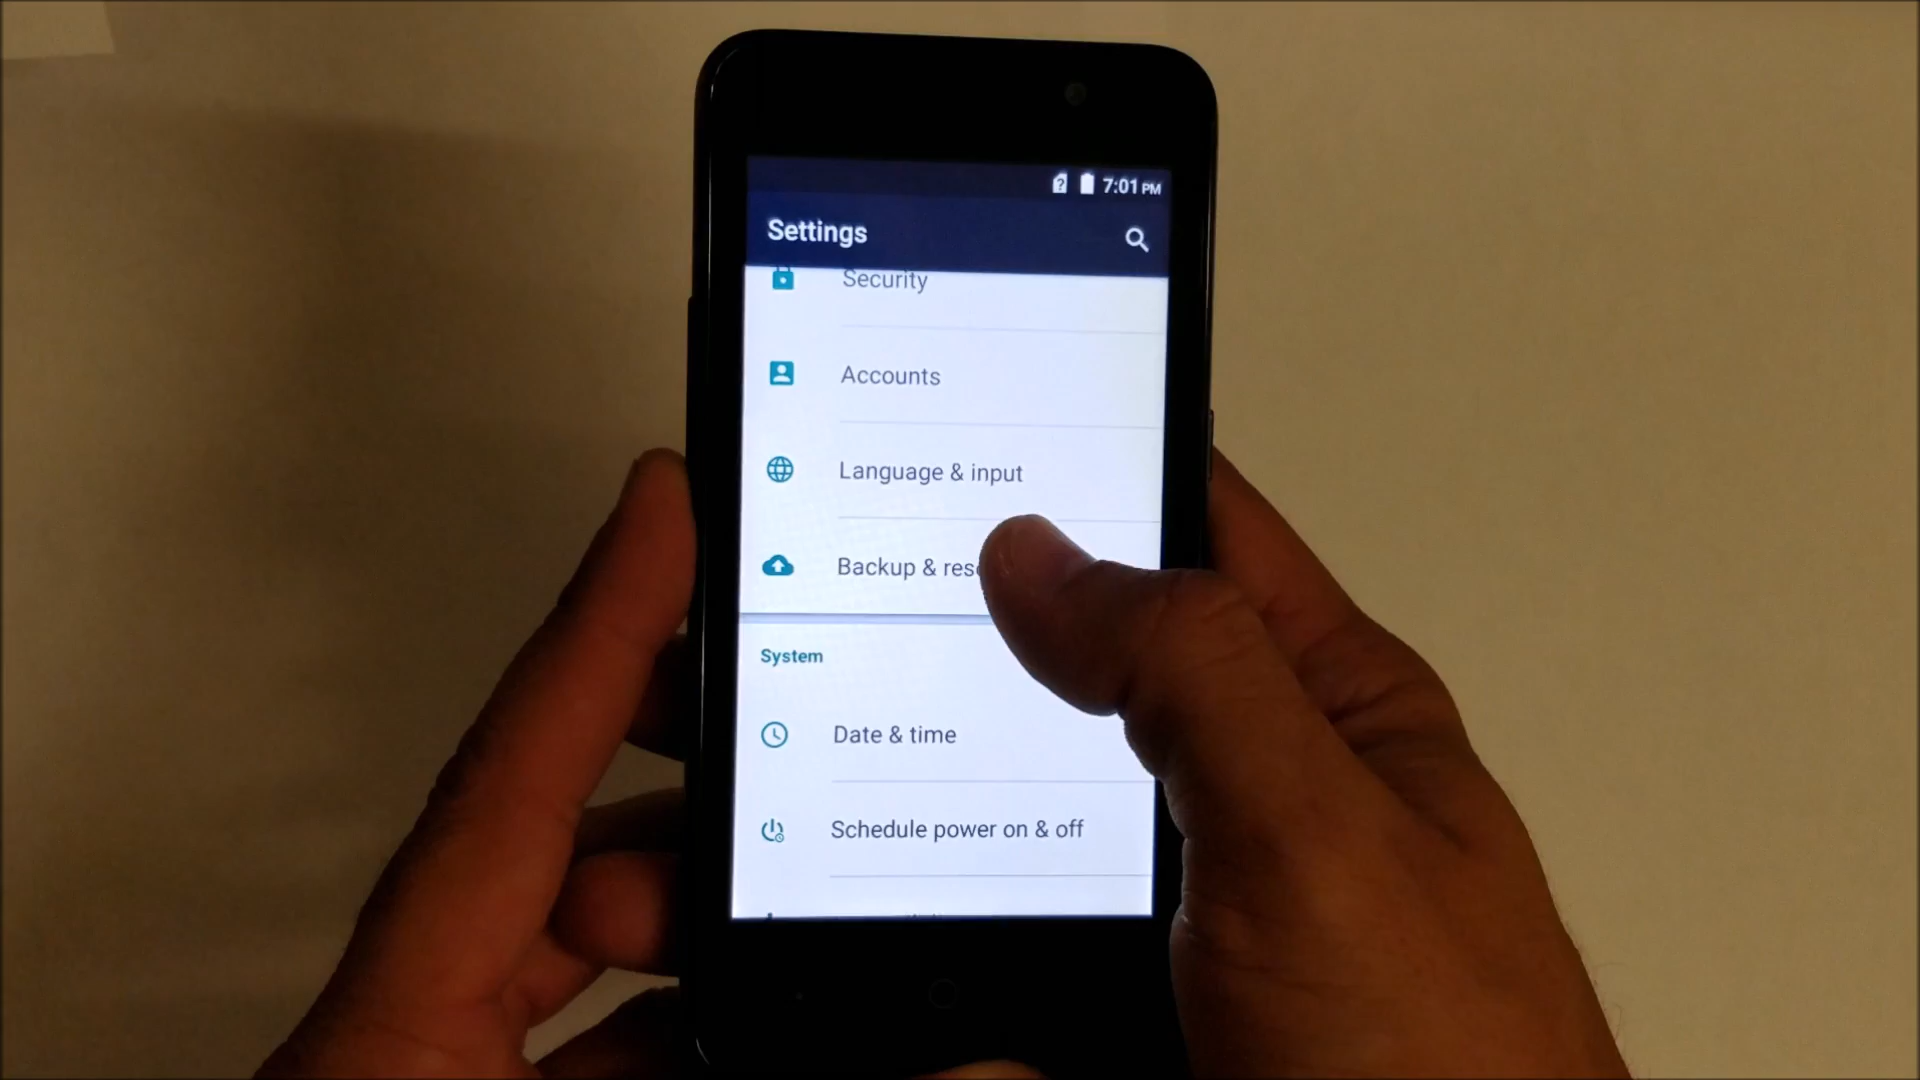 7:01 PM
Settings
Security
Accounts
Language & input
Backup & res
System
Date & time
Schedule power on & off